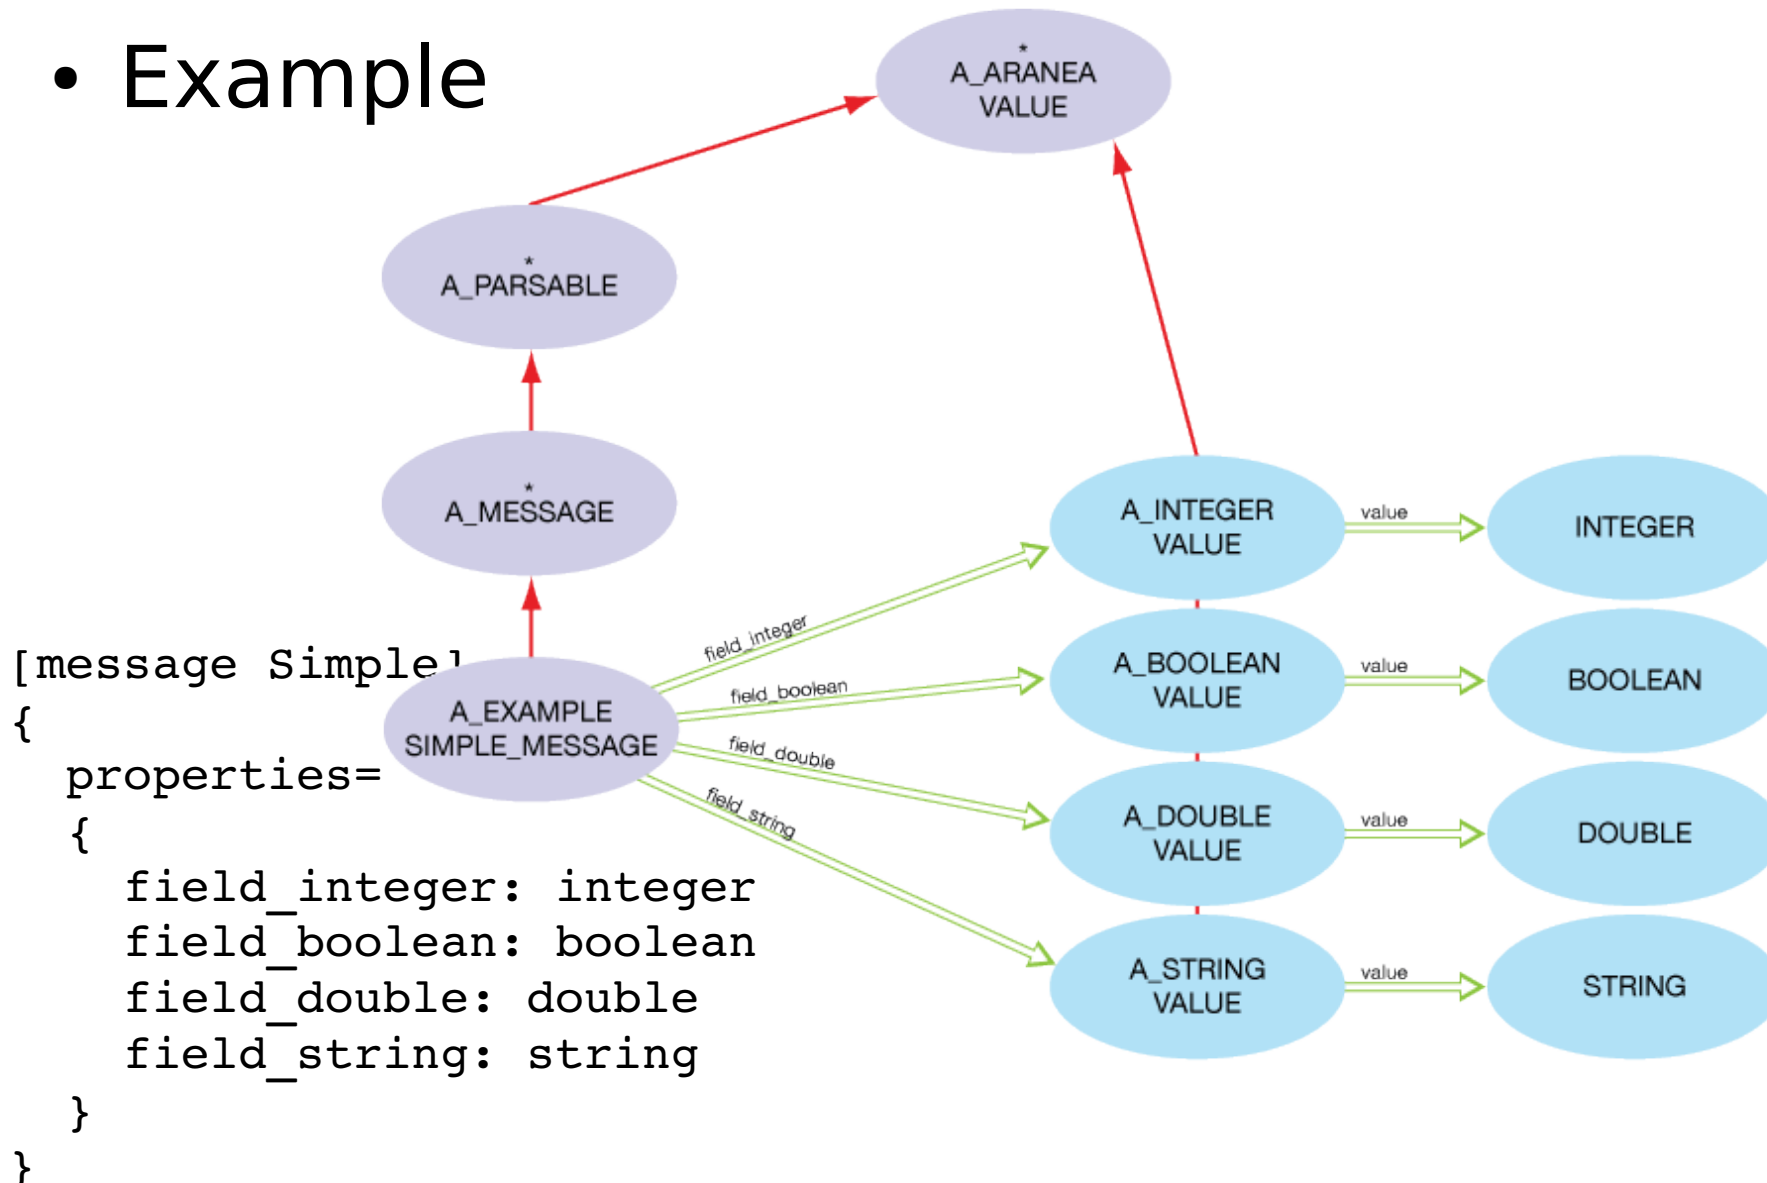 • Example
*
A_ARANEA
VALUE
*
A_PARSABLE
*
A_MESSAGE
A_EXAMPLE
SIMPLE_MESSAGE
field_integer
field_boolean
field_double
field_string
A_INTEGER
VALUE
value
INTEGER
A_BOOLEAN
VALUE
value
BOOLEAN
A_DOUBLE
VALUE
value
DOUBLE
A_STRING
VALUE
value
STRING
[message Simple]
{
properties=
{
field_integer: integer
field_boolean: boolean
field_double: double
field_string: string
}
}